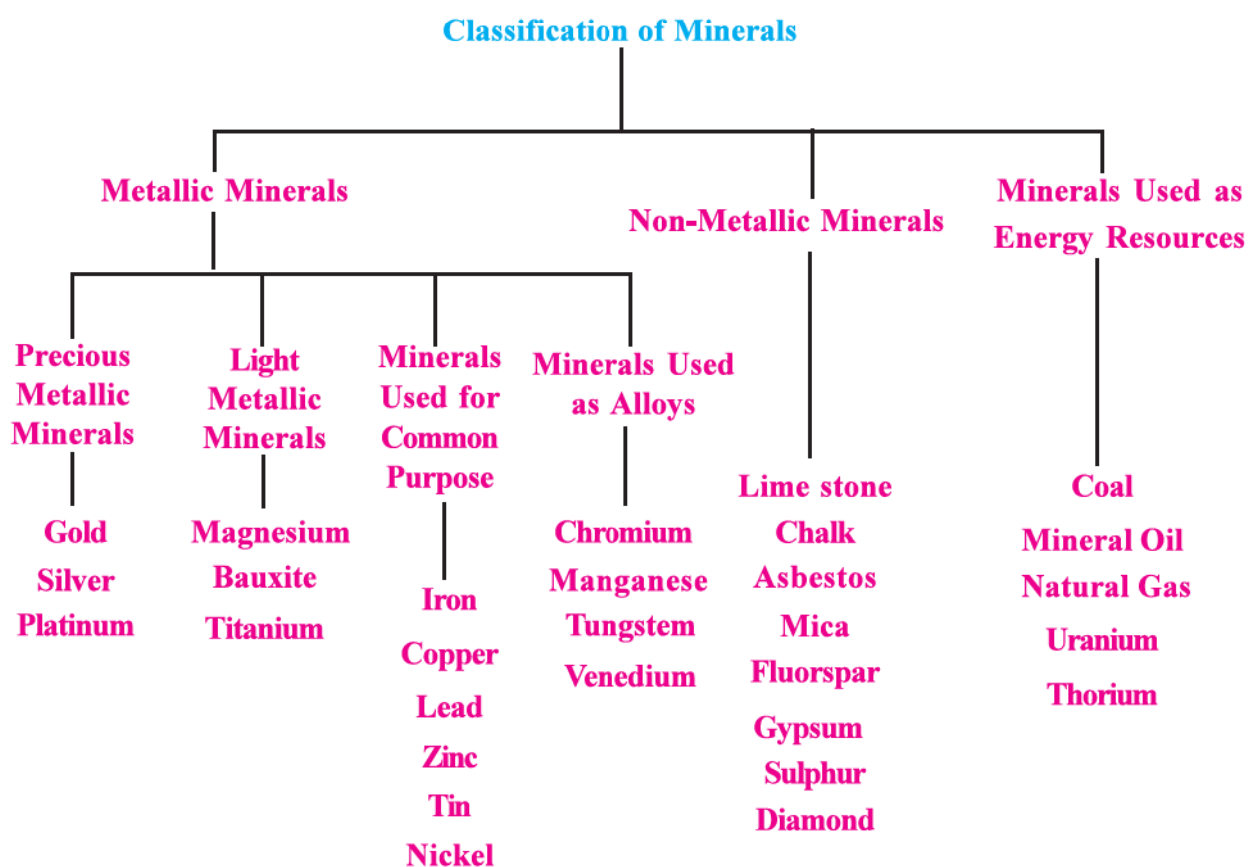 Classification of Minerals
Metallic Minerals
Non-Metallic Minerals
Minerals Used as
Energy Resources
Precious
Metallic
Minerals
Light
Metallic
Minerals
Minerals
Used for
Common
Purpose
Minerals Used
as Alloys
Gold
Silver
Platinum
Magnesium
Bauxite
Titanium
Iron
Copper
Lead
Zinc
Tin
Nickel
Chromium
Manganese
Tungstem
Venedium
Lime stone
Chalk
Asbestos
Mica
Fluorspar
Gypsum
Sulphur
Diamond
Coal
Mineral Oil
Natural Gas
Uranium
Thorium